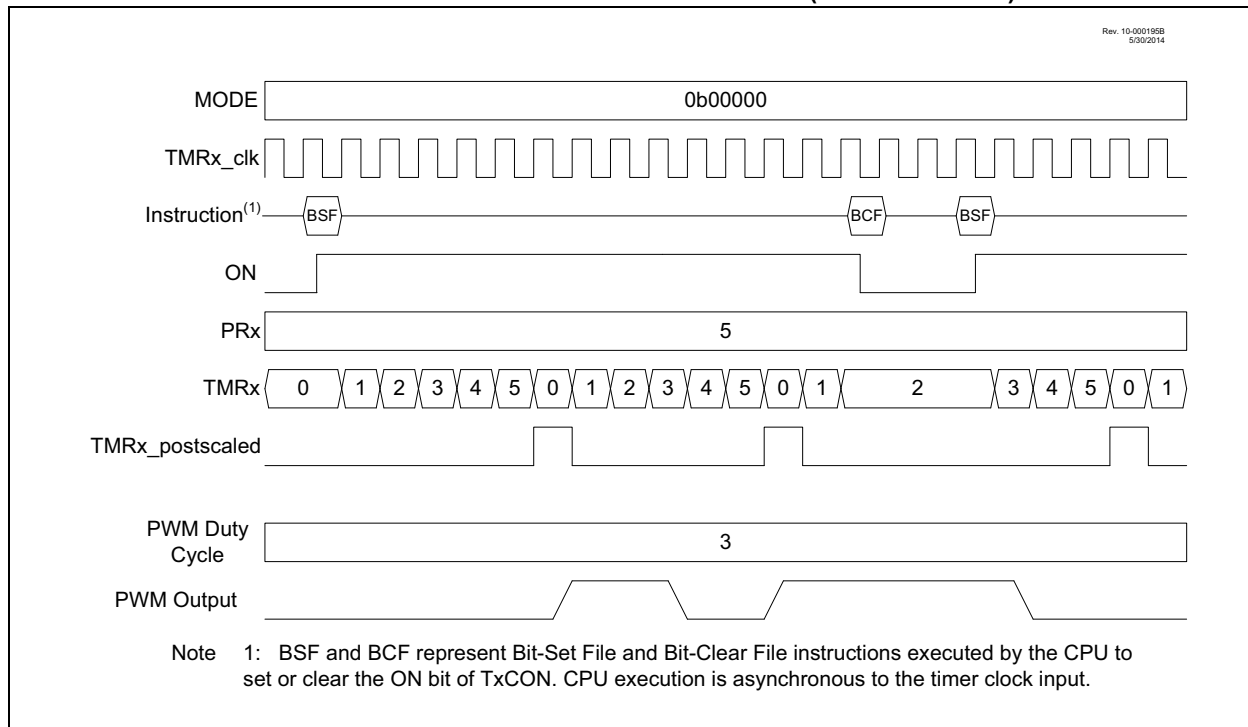 Rev. 10-000195B
5/30/2014
MODE 0b00000
TMRx_clk
Instruction(1) BSF BCF BSF
ON
PRx 5
TMRx 0 1 2 3 4 5 0 1 2 3 4 5 0 1 2 3 4 5 0 1
TMRx_postscaled
PWM Duty
Cycle 3
PWM Output
Note 1: BSF and BCF represent Bit-Set File and Bit-Clear File instructions executed by the CPU to
set or clear the ON bit of TxCON. CPU execution is asynchronous to the timer clock input.